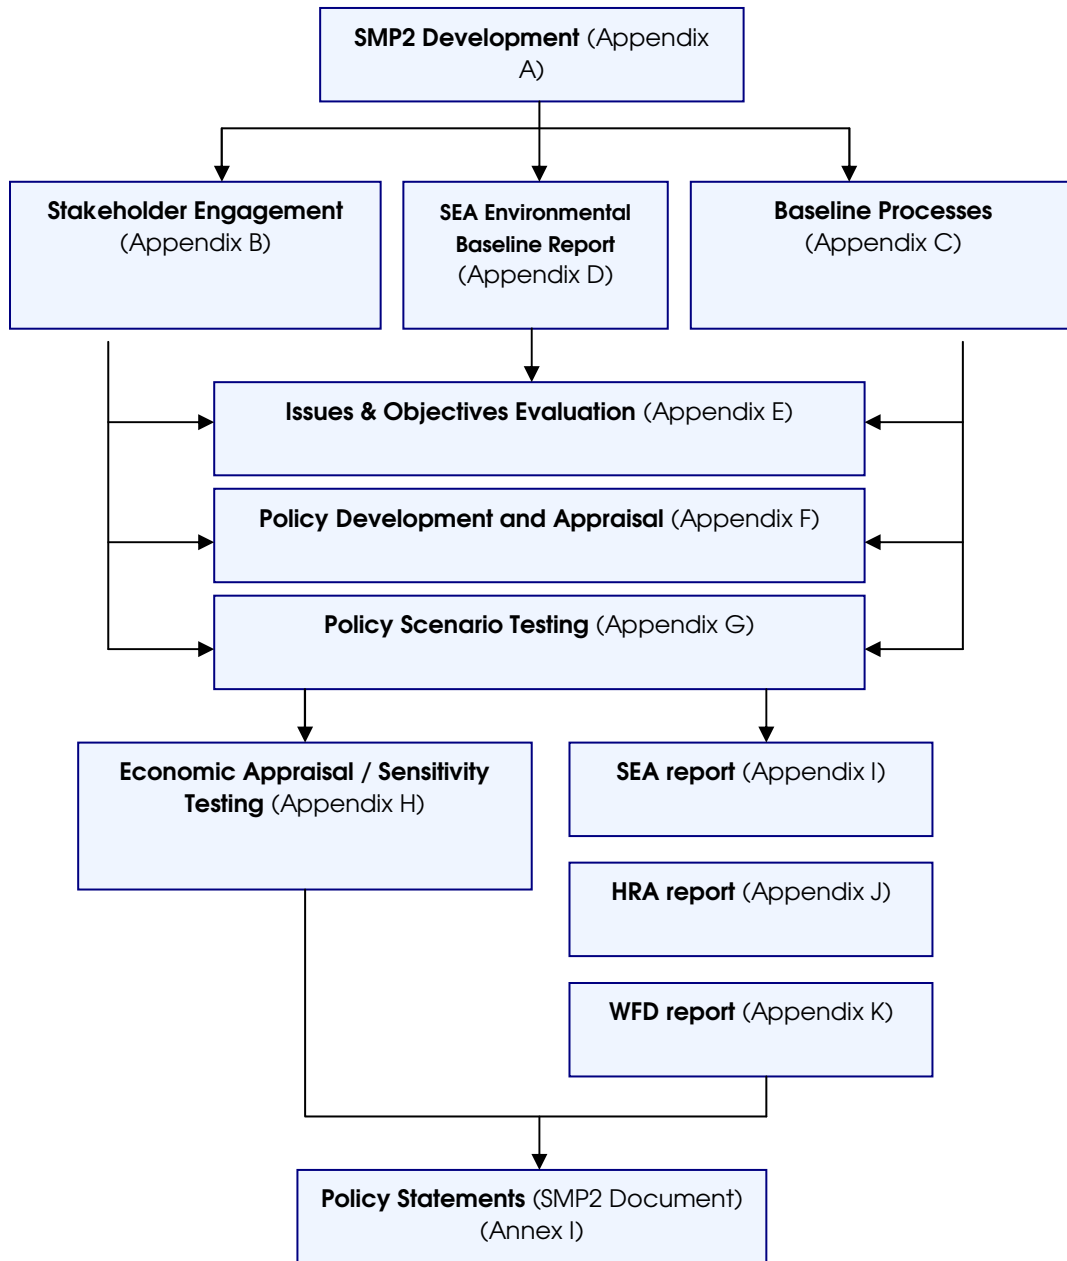 SMP2 Development (Appendix
A)
Stakeholder Engagement
(Appendix B)
SEA Environmental
Baseline Report
(Appendix D)
Baseline Processes
(Appendix C)
Issues & Objectives Evaluation (Appendix E)
Policy Development and Appraisal (Appendix F)
Policy Scenario Testing (Appendix G)
Economic Appraisal / Sensitivity
Testing (Appendix H)
SEA report (Appendix I)
HRA report (Appendix J)
WFD report (Appendix K)
Policy Statements (SMP2 Document)
(Annex I)